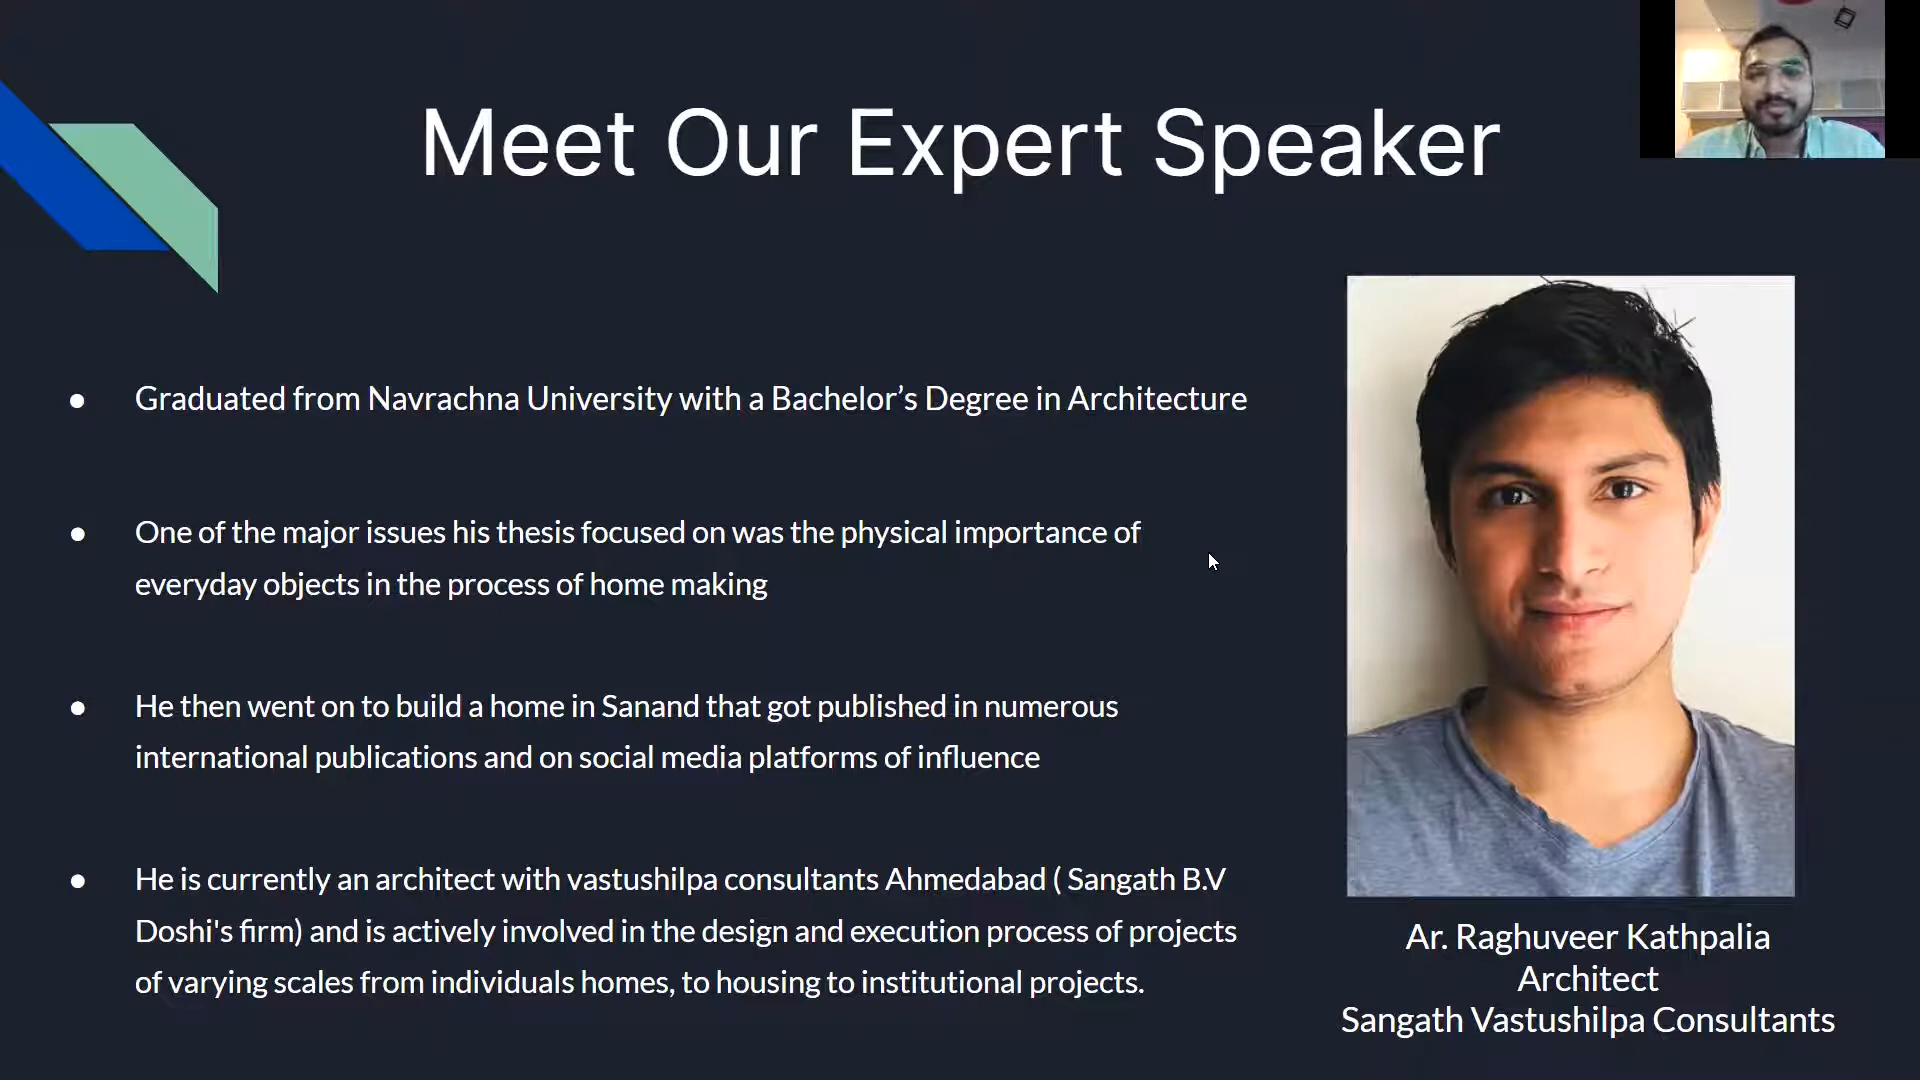 Meet Our Expert Speaker
● Graduated from Navrachna University with a Bachelor’s Degree in Architecture
● One of the major issues his thesis focused on was the physical importance of
everyday objects in the process of home making
● He then went on to build a home in Sanand that got published in numerous
international publications and on social media platforms of influence
● He is currently an architect with vastushilpa consultants Ahmedabad ( Sangath B.V
Doshi's firm) and is actively involved in the design and execution process of projects
of varying scales from individuals homes, to housing to institutional projects.
Ar. Raghuveer Kathpalia
Architect
Sangath Vastushilpa Consultants